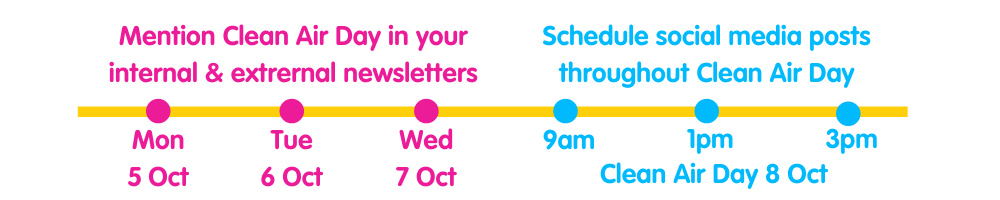 Mention Clean Air Day in your
internal & extrernal newsletters
Schedule social media posts
throughout Clean Air Day
Mon
5 Oct
Tue
6 Oct
Wed
7 Oct
9am
1pm
3pm
Clean Air Day 8 Oct